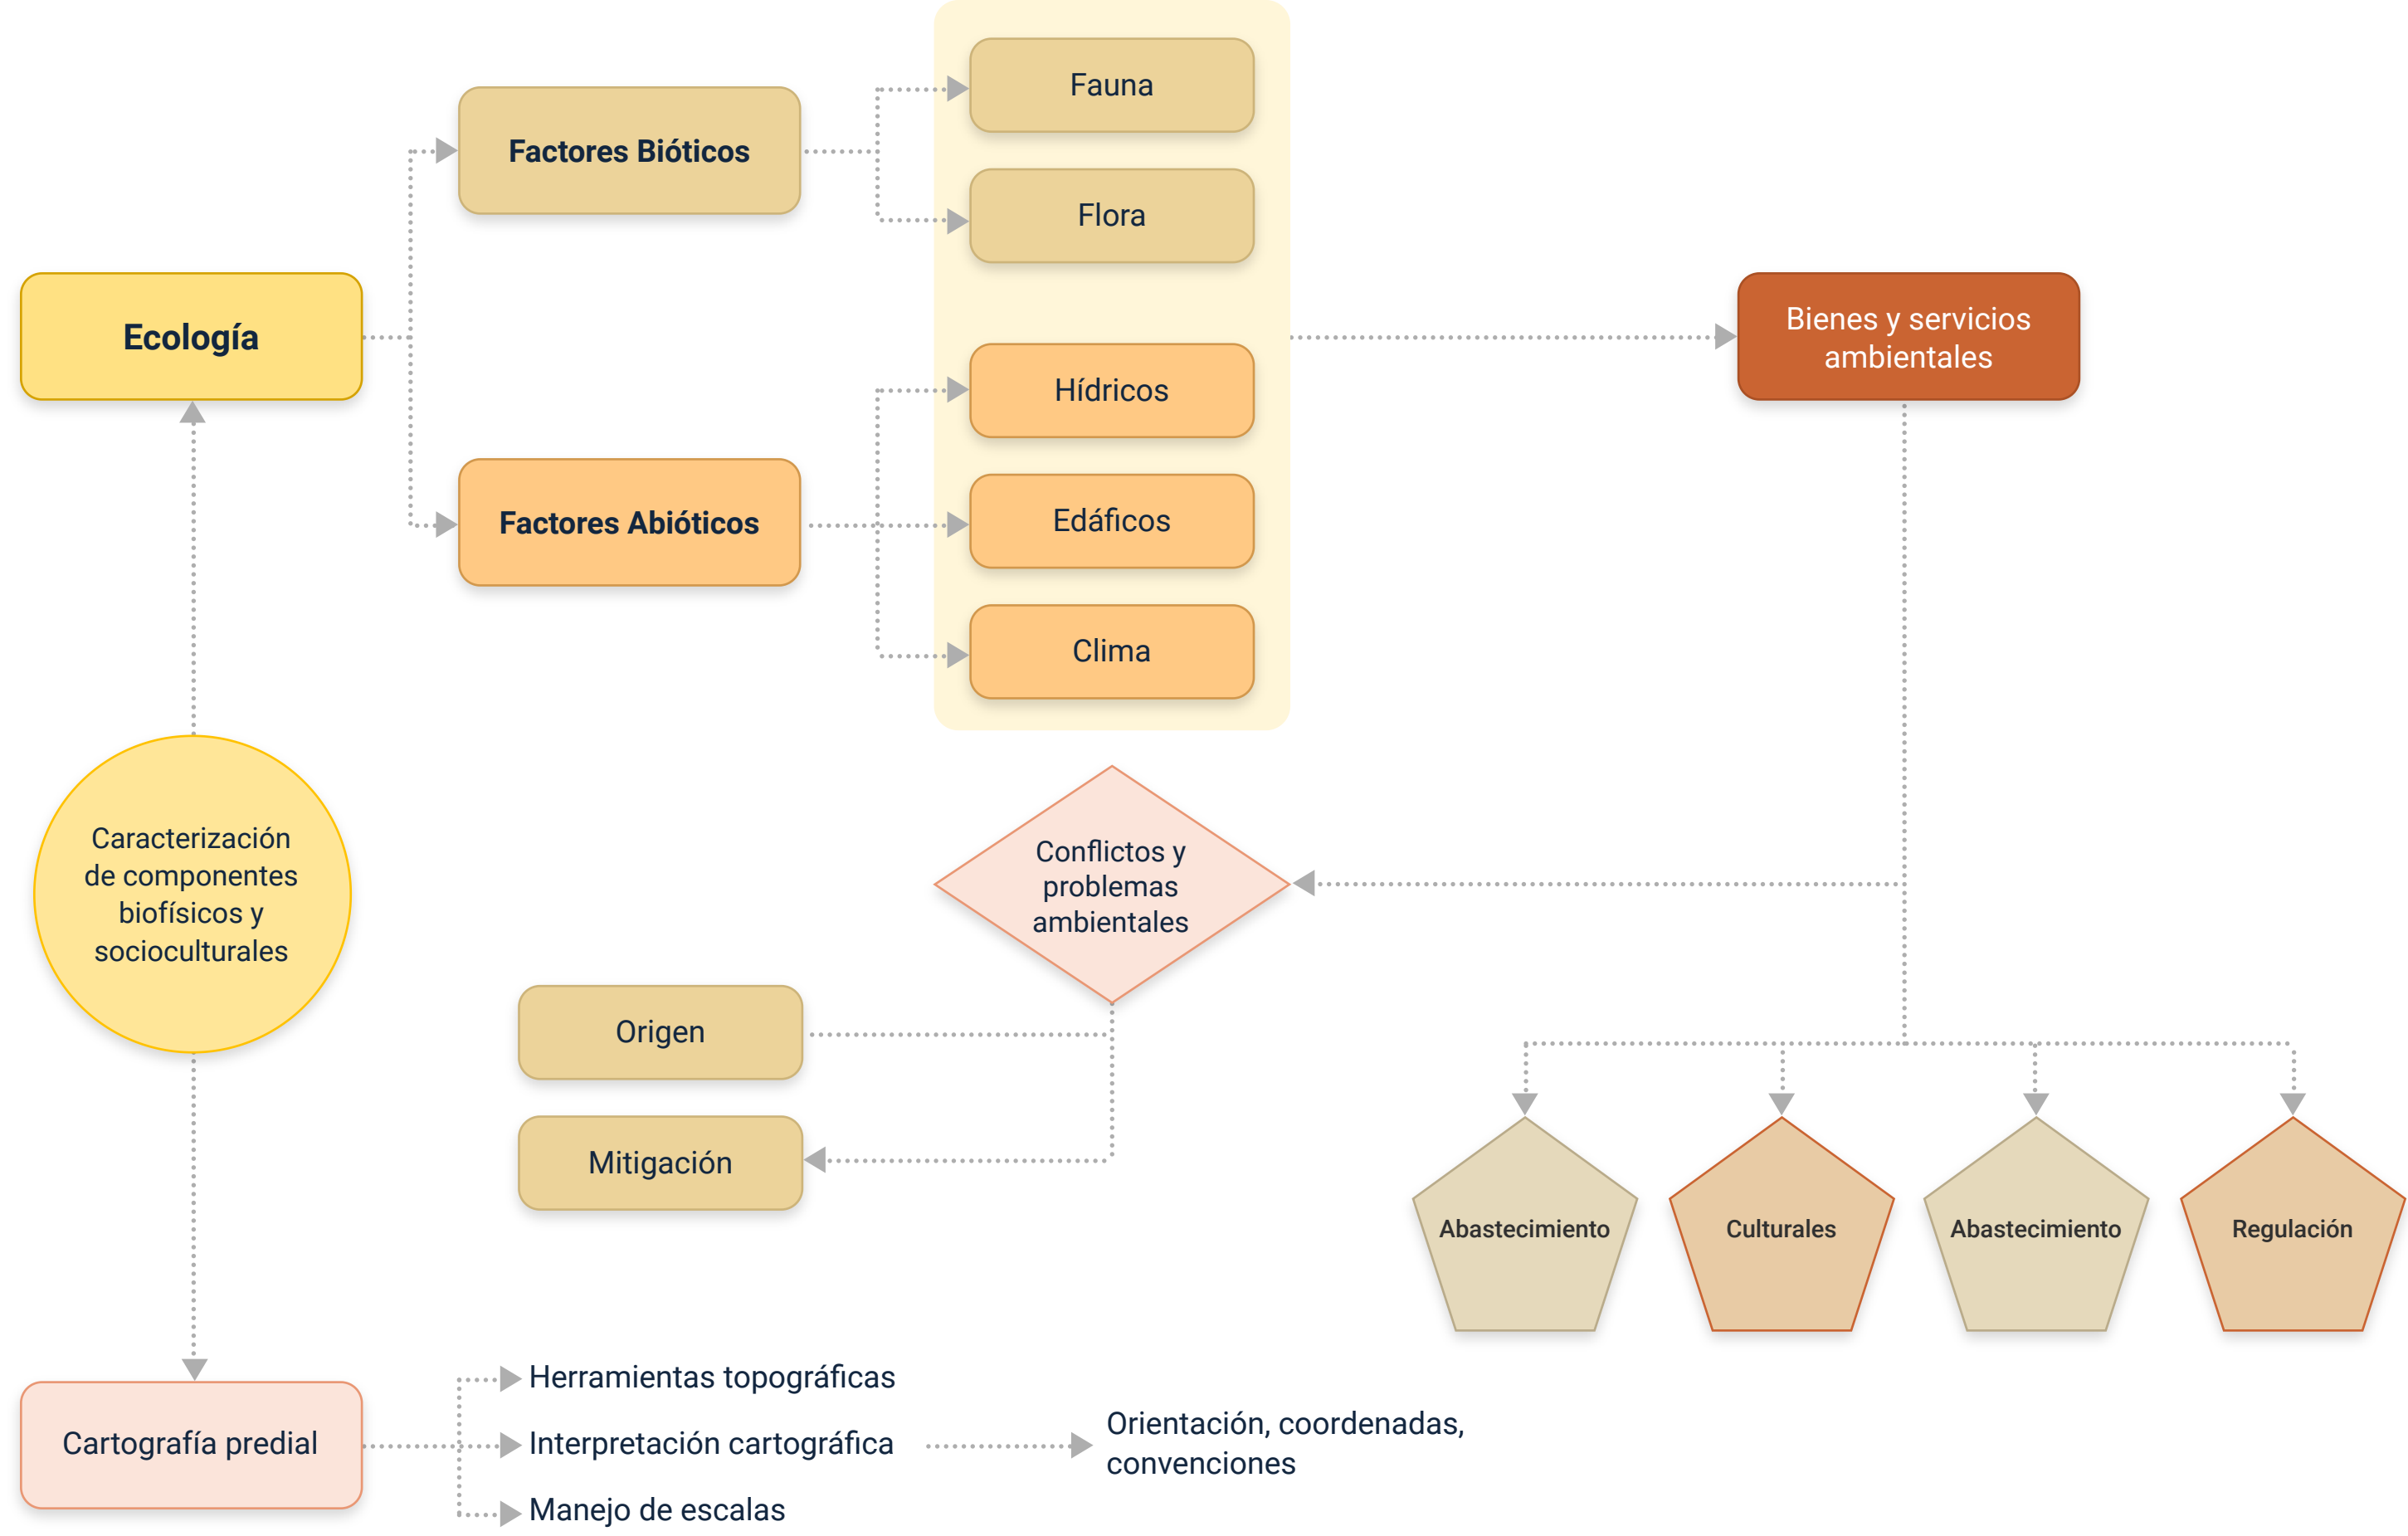 Fauna
Factores Bióticos
Flora
Ecología
Bienes y servicios
ambientales
Hídricos
Factores Abióticos
Edáficos
Clima
Caracterización
de componentes
biofísicos y
socioculturales
Conflictos y
problemas
ambientales
Origen
Mitigación
Abastecimiento
Culturales
Abastecimiento
Regulación
Cartografía predial
Herramientas topográficas
Interpretación cartográfica
Manejo de escalas
Orientación, coordenadas,
convenciones